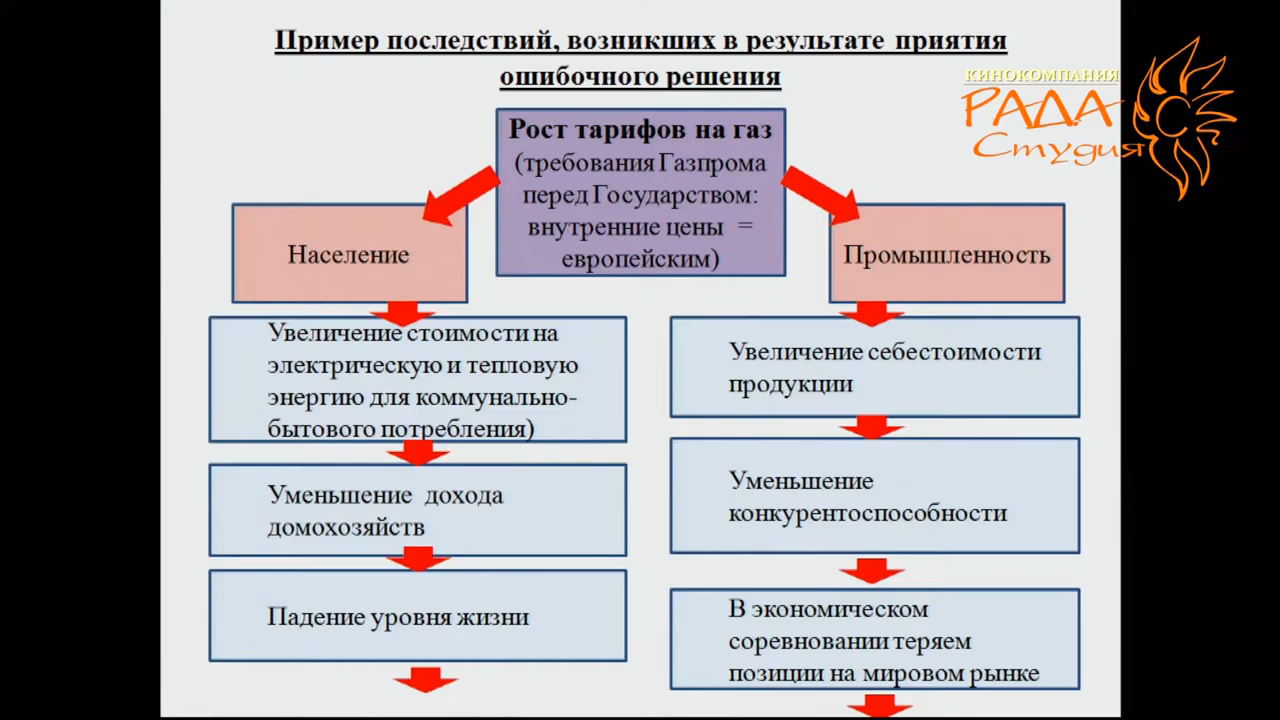 Пример последствий, возникших в результате приятия
ошибочного решения
КИНОКОМПАНИЯ
РАДА
Студия
Рост тарифов на газ
(требования Газпрома
перед Государством:
внутренние цены =
европейским)
Население
Промышленность
Увеличение стоимости на
электрическую и тепловую
энергию для коммунально-
бытового потребления)
Уменьшение дохода
домохозяйств
Падение уровня жизни
Увеличение себестоимости
продукции
Уменьшение
конкурентоспособности
В экономическом
соревновании теряем
позиции на мировом рынке